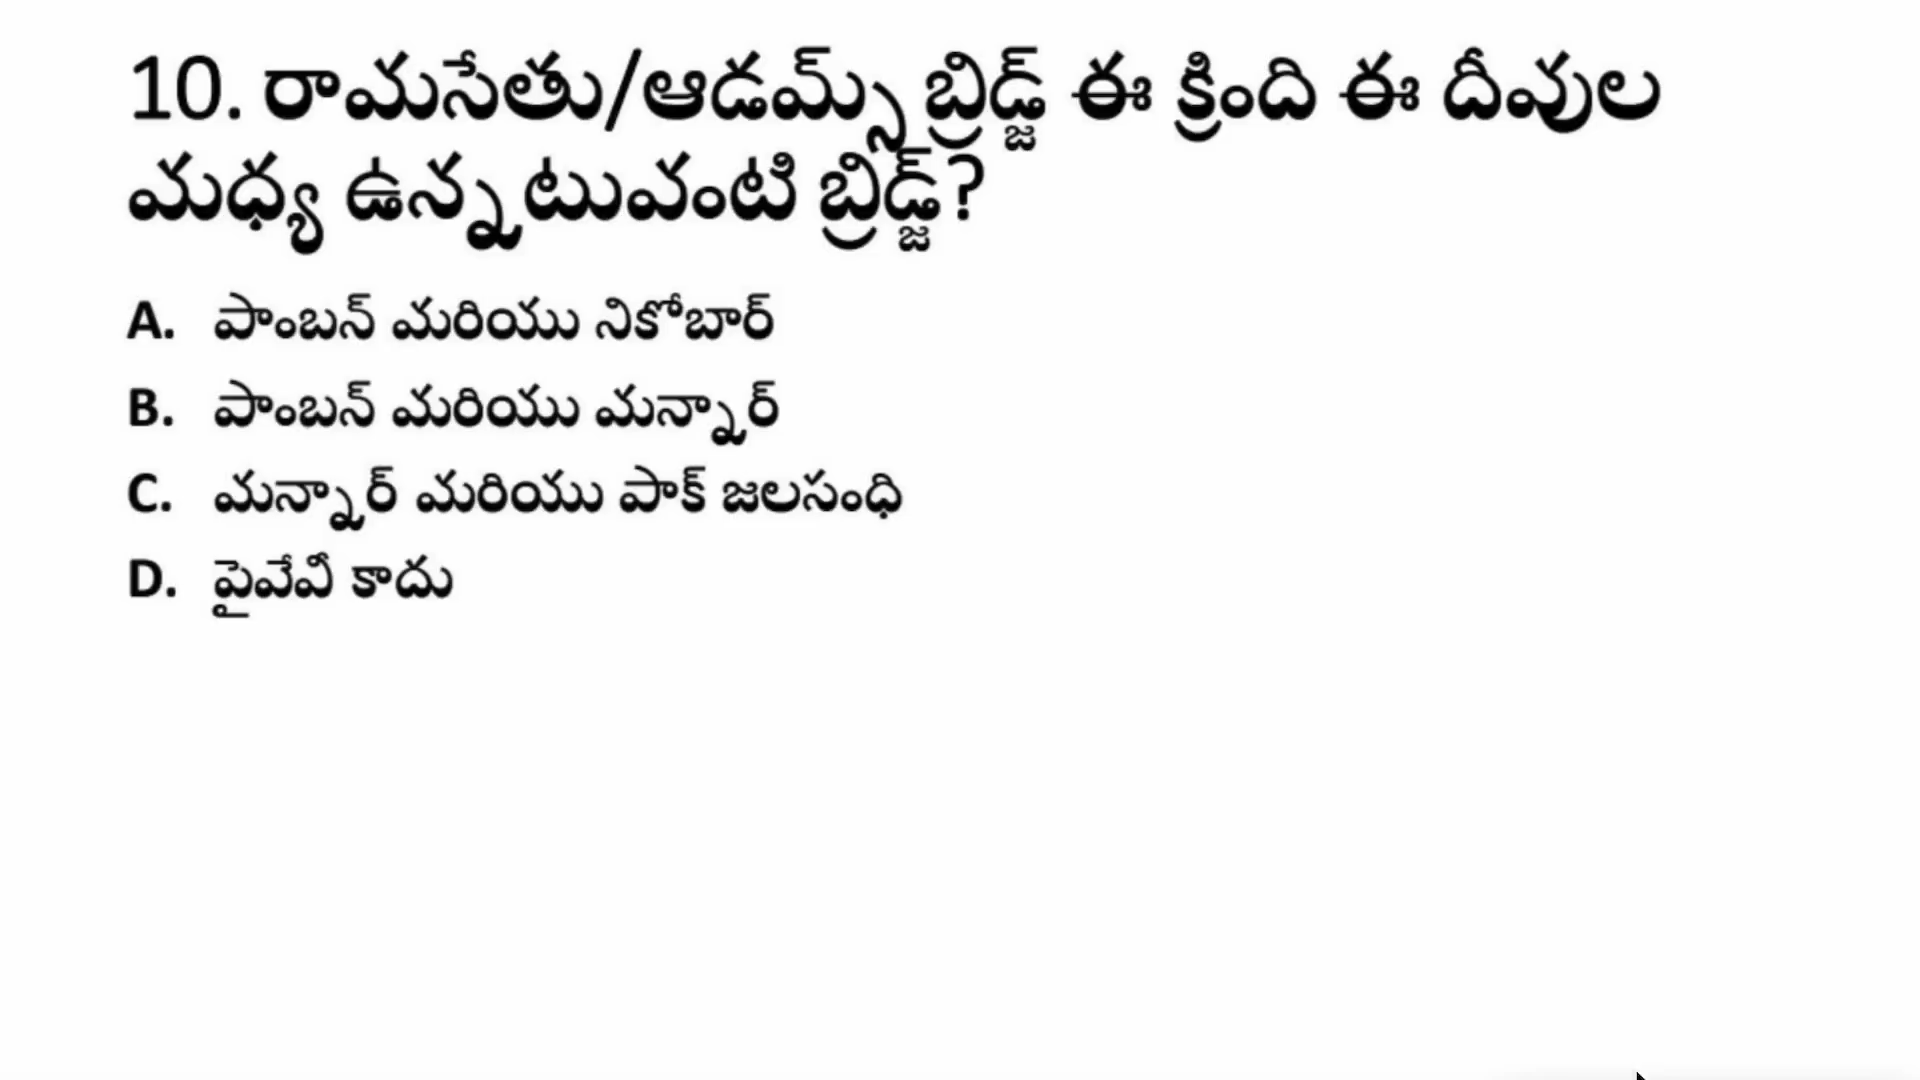 10. రామసేతు/ఆడమ్స్ బ్రిడ్జ్ ఈ క్రింది ఈ దీవుల
మధ్య ఉన్నటువంటి బ్రిడ్జ్?
A. పాంబన్ మరియు నికోబార్
B. పాంబన్ మరియు మన్నార్
C. మన్నార్ మరియు పాక్ జలసంధి
D. పైవేవీ కాదు